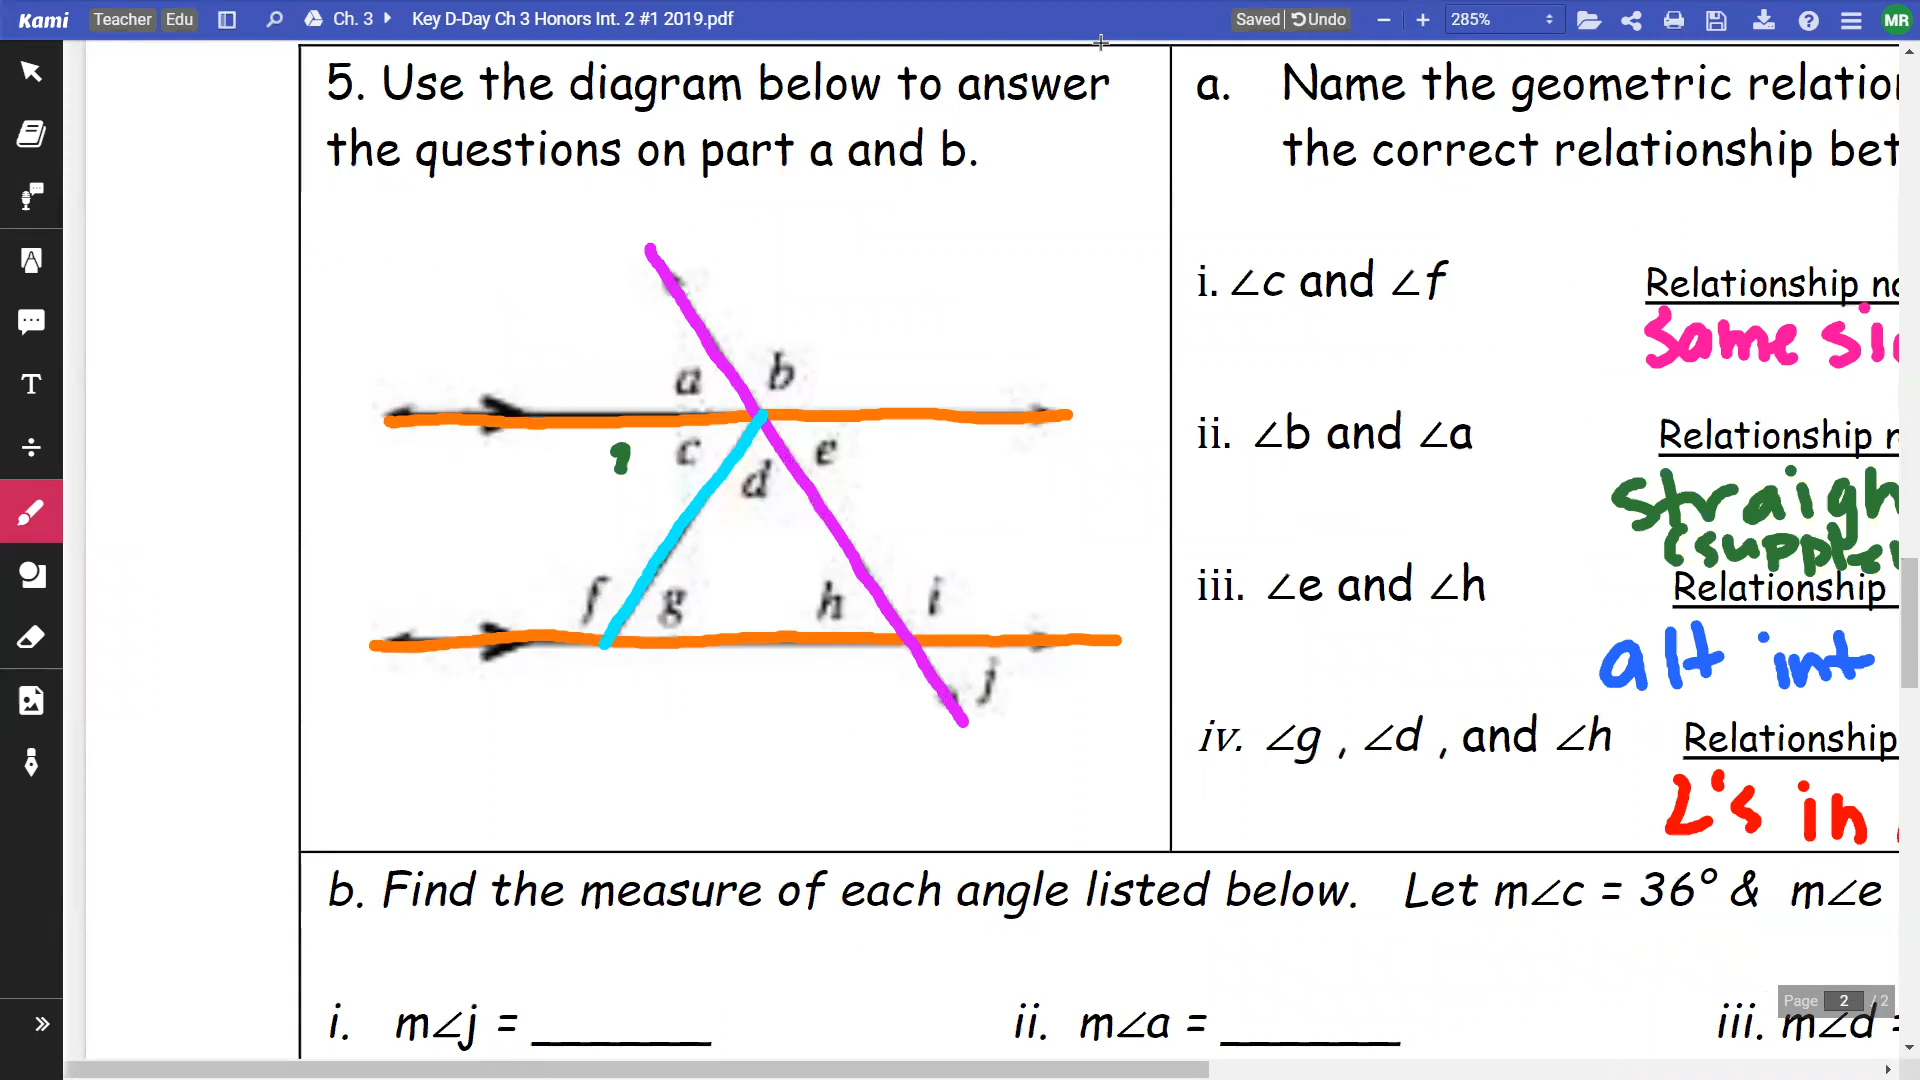 Kami Teacher Edu Ch. 3 Key D-Day Ch 3 Honors Int. 2 #1 2019.pdf Saved Undo 285% MR
5. Use the diagram below to answer
the questions on part a and b.
a. Name the geometric relation
the correct relationship bet
a b
c e
d
f g h i
j
i. ∠c and ∠f Relationship na
Same si
ii. ∠b and ∠a Relationship n
straigh
(supple
iii. ∠e and ∠h Relationship
alt int
iv. ∠g , ∠d , and ∠h Relationship
∠'s in
b. Find the measure of each angle listed below. Let m∠c = 36° & m∠e
i. m∠j = ______ ii. m∠a = ______ iii. m∠d =
Page 2 / 2